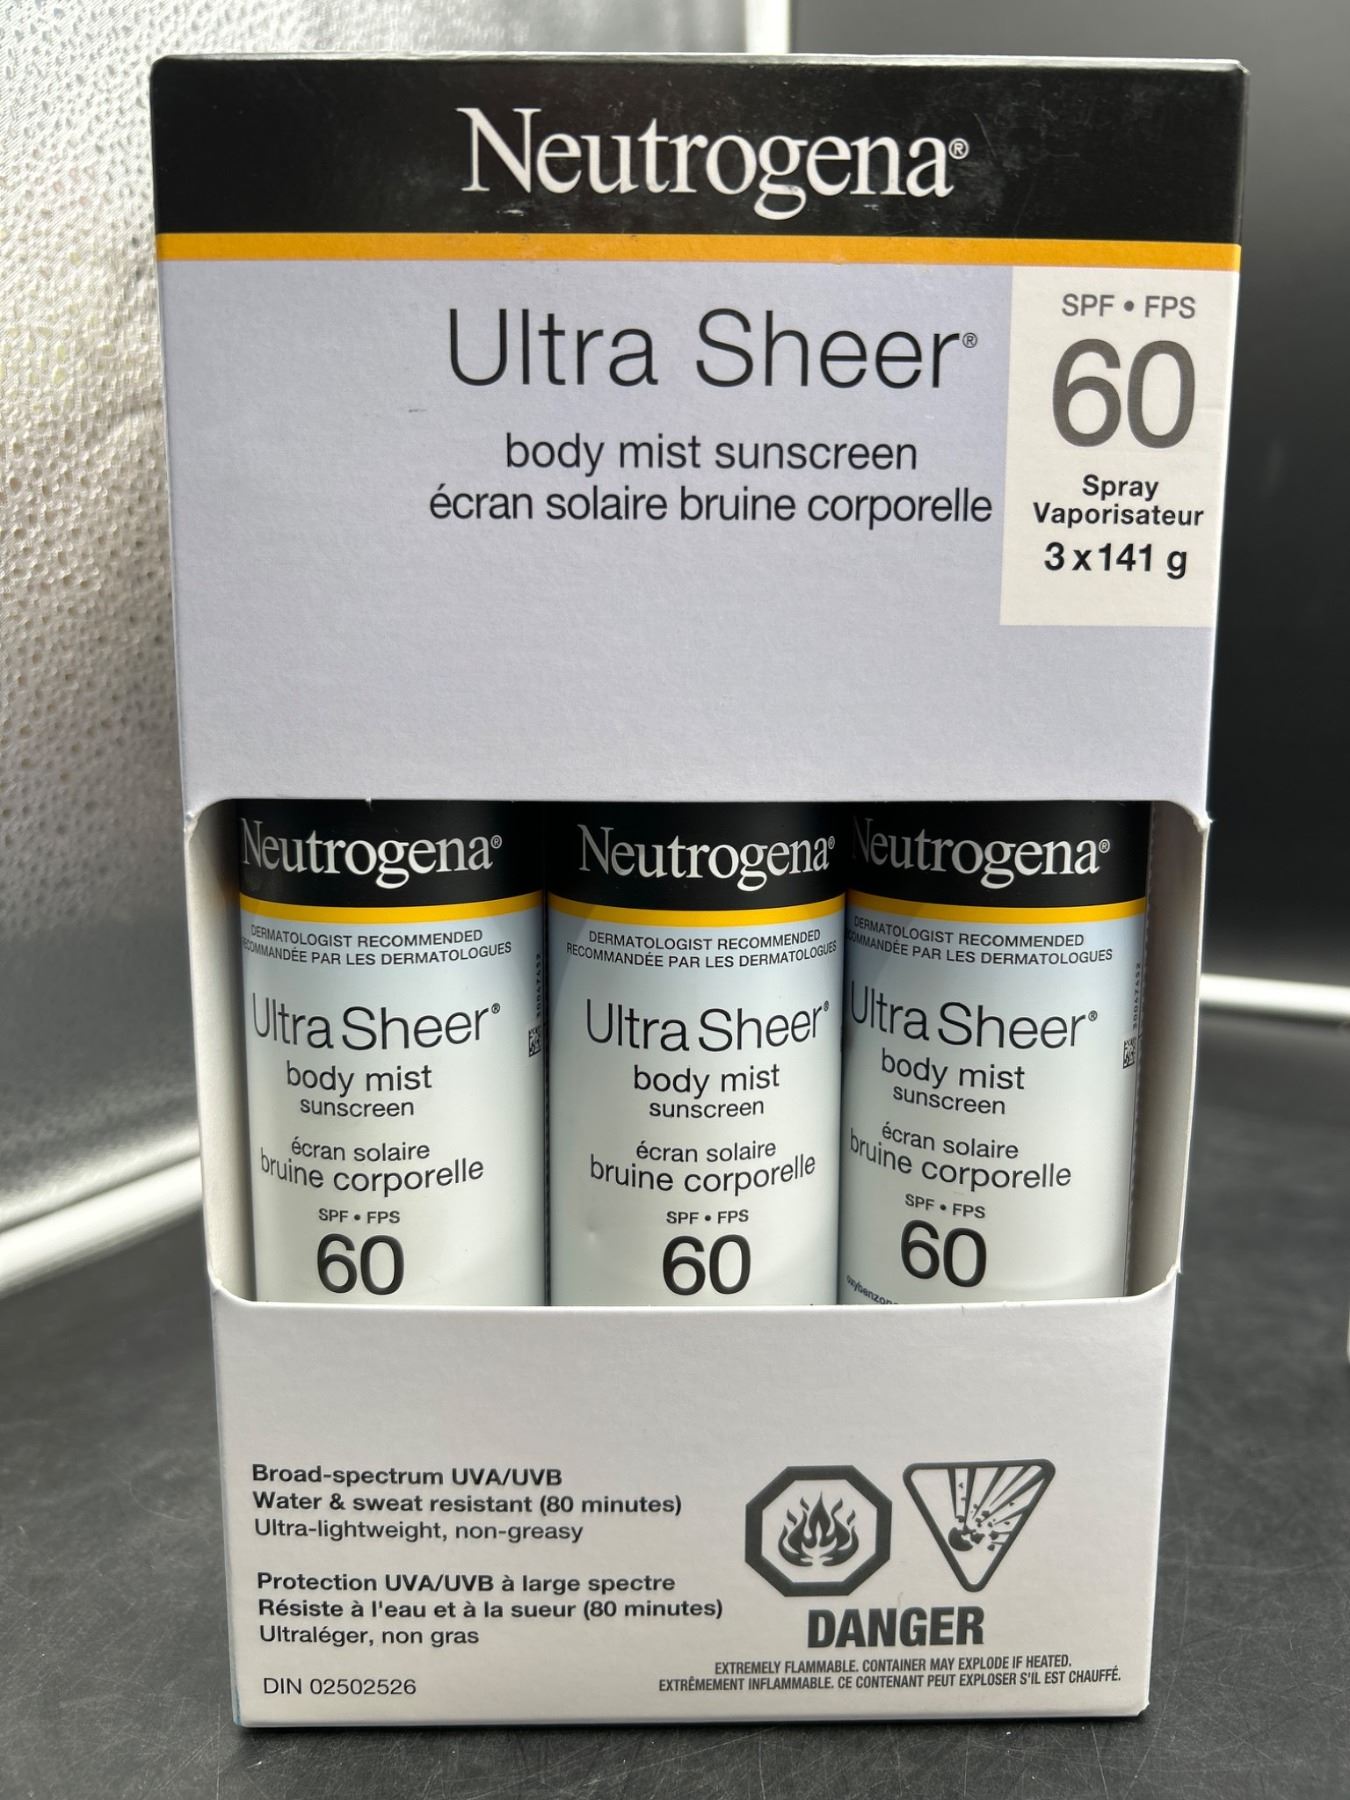 Neutrogena®
Ultra Sheer®
body mist sunscreen
écran solaire bruine corporelle
SPF • FPS
60
Spray
Vaporisateur
3 x 141 g
Neutrogena®
DERMATOLOGIST RECOMMENDED
RECOMMANDÉE PAR LES DERMATOLOGUES
Ultra Sheer®
body mist
sunscreen
écran solaire
bruine corporelle
SPF • FPS
60
Neutrogena®
DERMATOLOGIST RECOMMENDED
RECOMMANDÉE PAR LES DERMATOLOGUES
Ultra Sheer®
body mist
sunscreen
écran solaire
bruine corporelle
SPF • FPS
60
Neutrogena®
DERMATOLOGIST RECOMMENDED
COMMANDÉE PAR LES DERMATOLOGUES
Ultra Sheer®
body mist
sunscreen
écran solaire
bruine corporelle
SPF • FPS
60
Broad-spectrum UVA/UVB
Water & sweat resistant (80 minutes)
Ultra-lightweight, non-greasy
Protection UVA/UVB à large spectre
Résiste à l'eau et à la sueur (80 minutes)
Ultraléger, non gras
DIN 02502526
DANGER
EXTREMELY FLAMMABLE. CONTAINER MAY EXPLODE IF HEATED.
EXTRÊMEMENT INFLAMMABLE. CE CONTENANT PEUT EXPLOSER S'IL EST CHAUFFÉ.